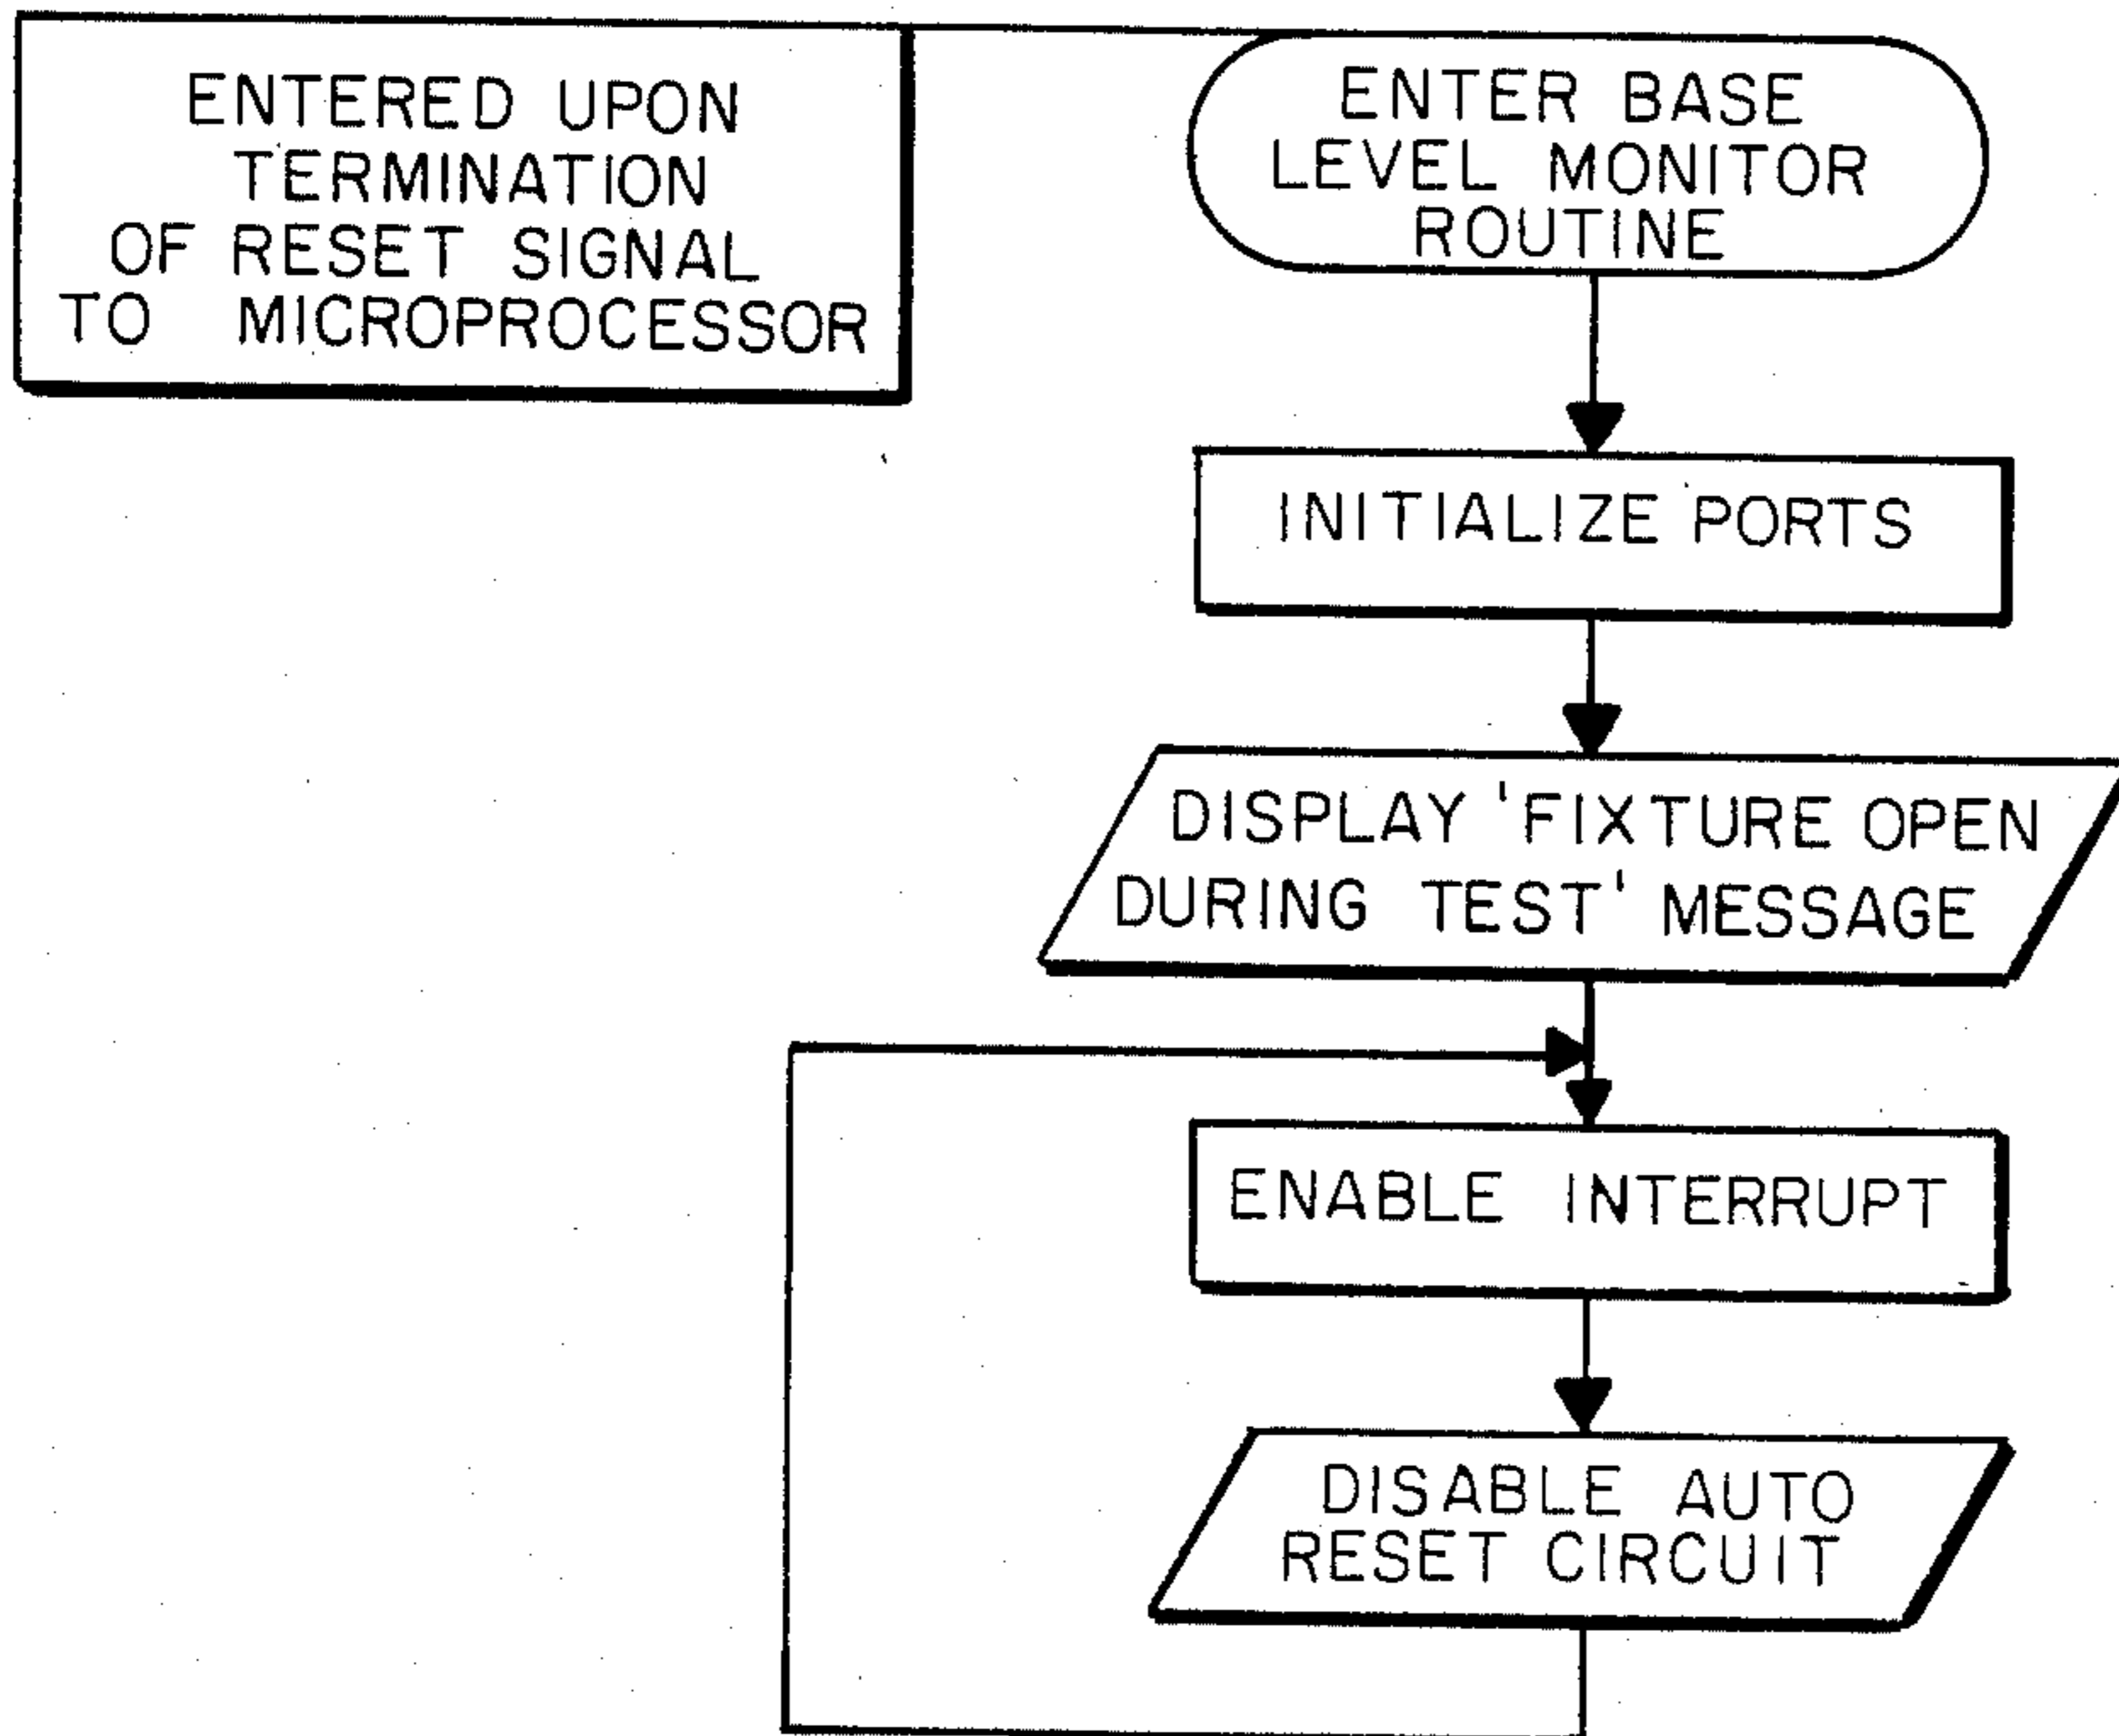 ENTERED UPON
TERMINATION
OF RESET SIGNAL
TO MICROPROCESSOR
ENTER BASE
LEVEL MONITOR
ROUTINE
INITIALIZE PORTS
DISPLAY 'FIXTURE OPEN
DURING TEST' MESSAGE
ENABLE INTERRUPT
DISABLE AUTO
RESET CIRCUIT